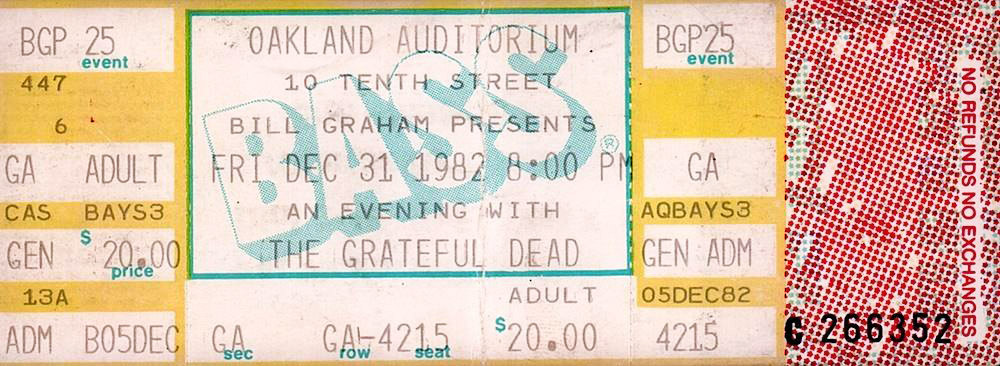 BGP 25
event
447
6
GA ADULT
CAS BAYS3
GEN $ 20.00
price
13A
ADM B05DEC
BASS®
OAKLAND AUDITORIUM
10 TENTH STREET
BILL GRAHAM PRESENTS
FRI DEC 31 1982 8:00 PM
AN EVENING WITH
THE GRATEFUL DEAD
ADULT
GA GA-4215 $20.00
sec row seat
BGP25
event
GA
AQBAYS3
GEN ADM
05DEC82
4215
NO REFUNDS NO EXCHANGES
G 266352